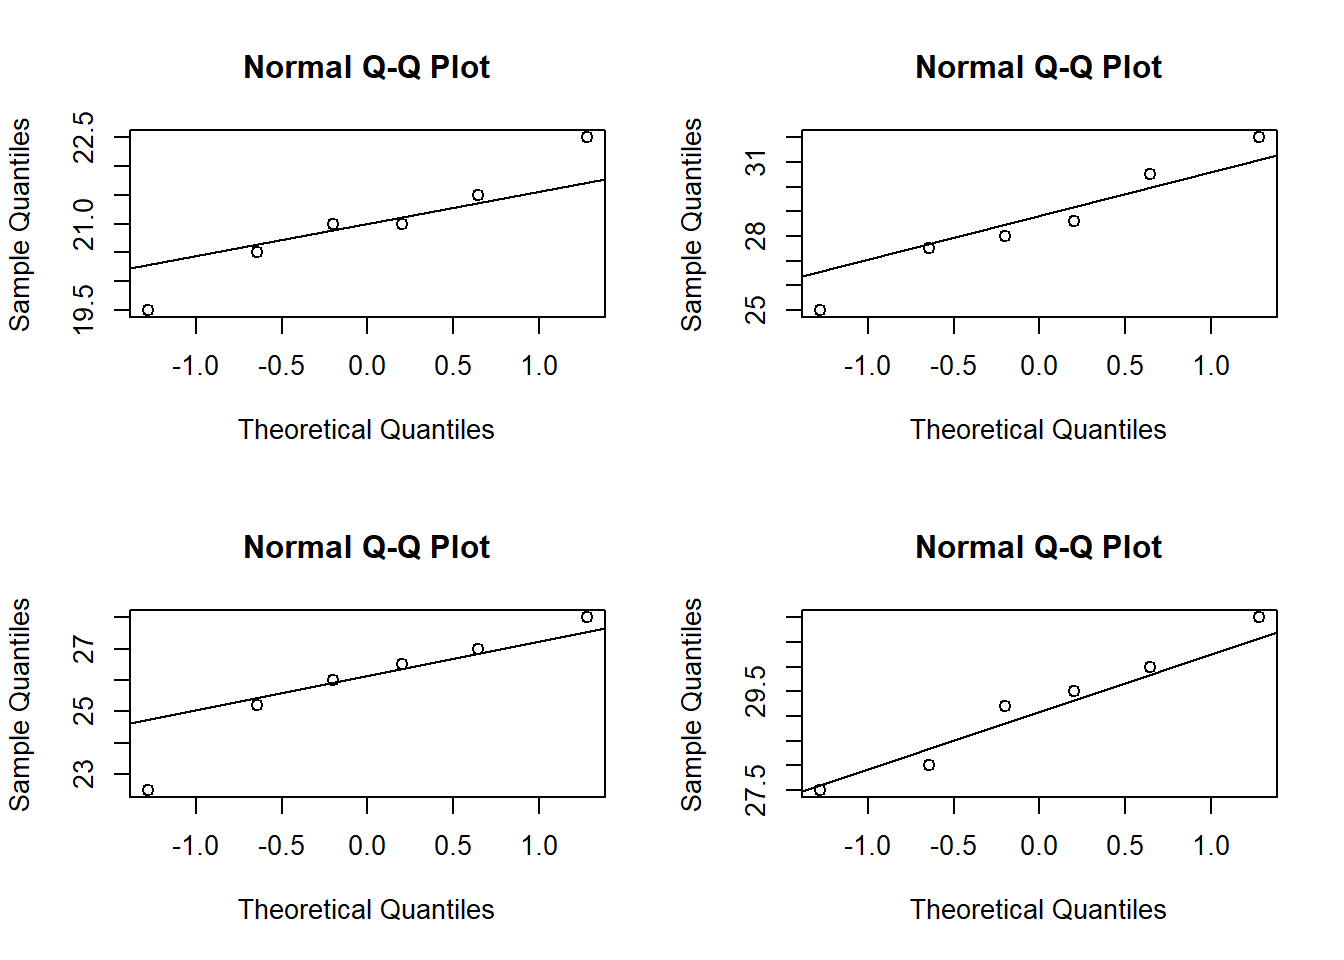 Normal Q-Q Plot
Sample Quantiles
22.5
21.0
19.5
-1.0 -0.5 0.0 0.5 1.0
Theoretical Quantiles
Normal Q-Q Plot
Sample Quantiles
31
28
25
-1.0 -0.5 0.0 0.5 1.0
Theoretical Quantiles
Normal Q-Q Plot
Sample Quantiles
27
25
23
-1.0 -0.5 0.0 0.5 1.0
Theoretical Quantiles
Normal Q-Q Plot
Sample Quantiles
29.5
27.5
-1.0 -0.5 0.0 0.5 1.0
Theoretical Quantiles